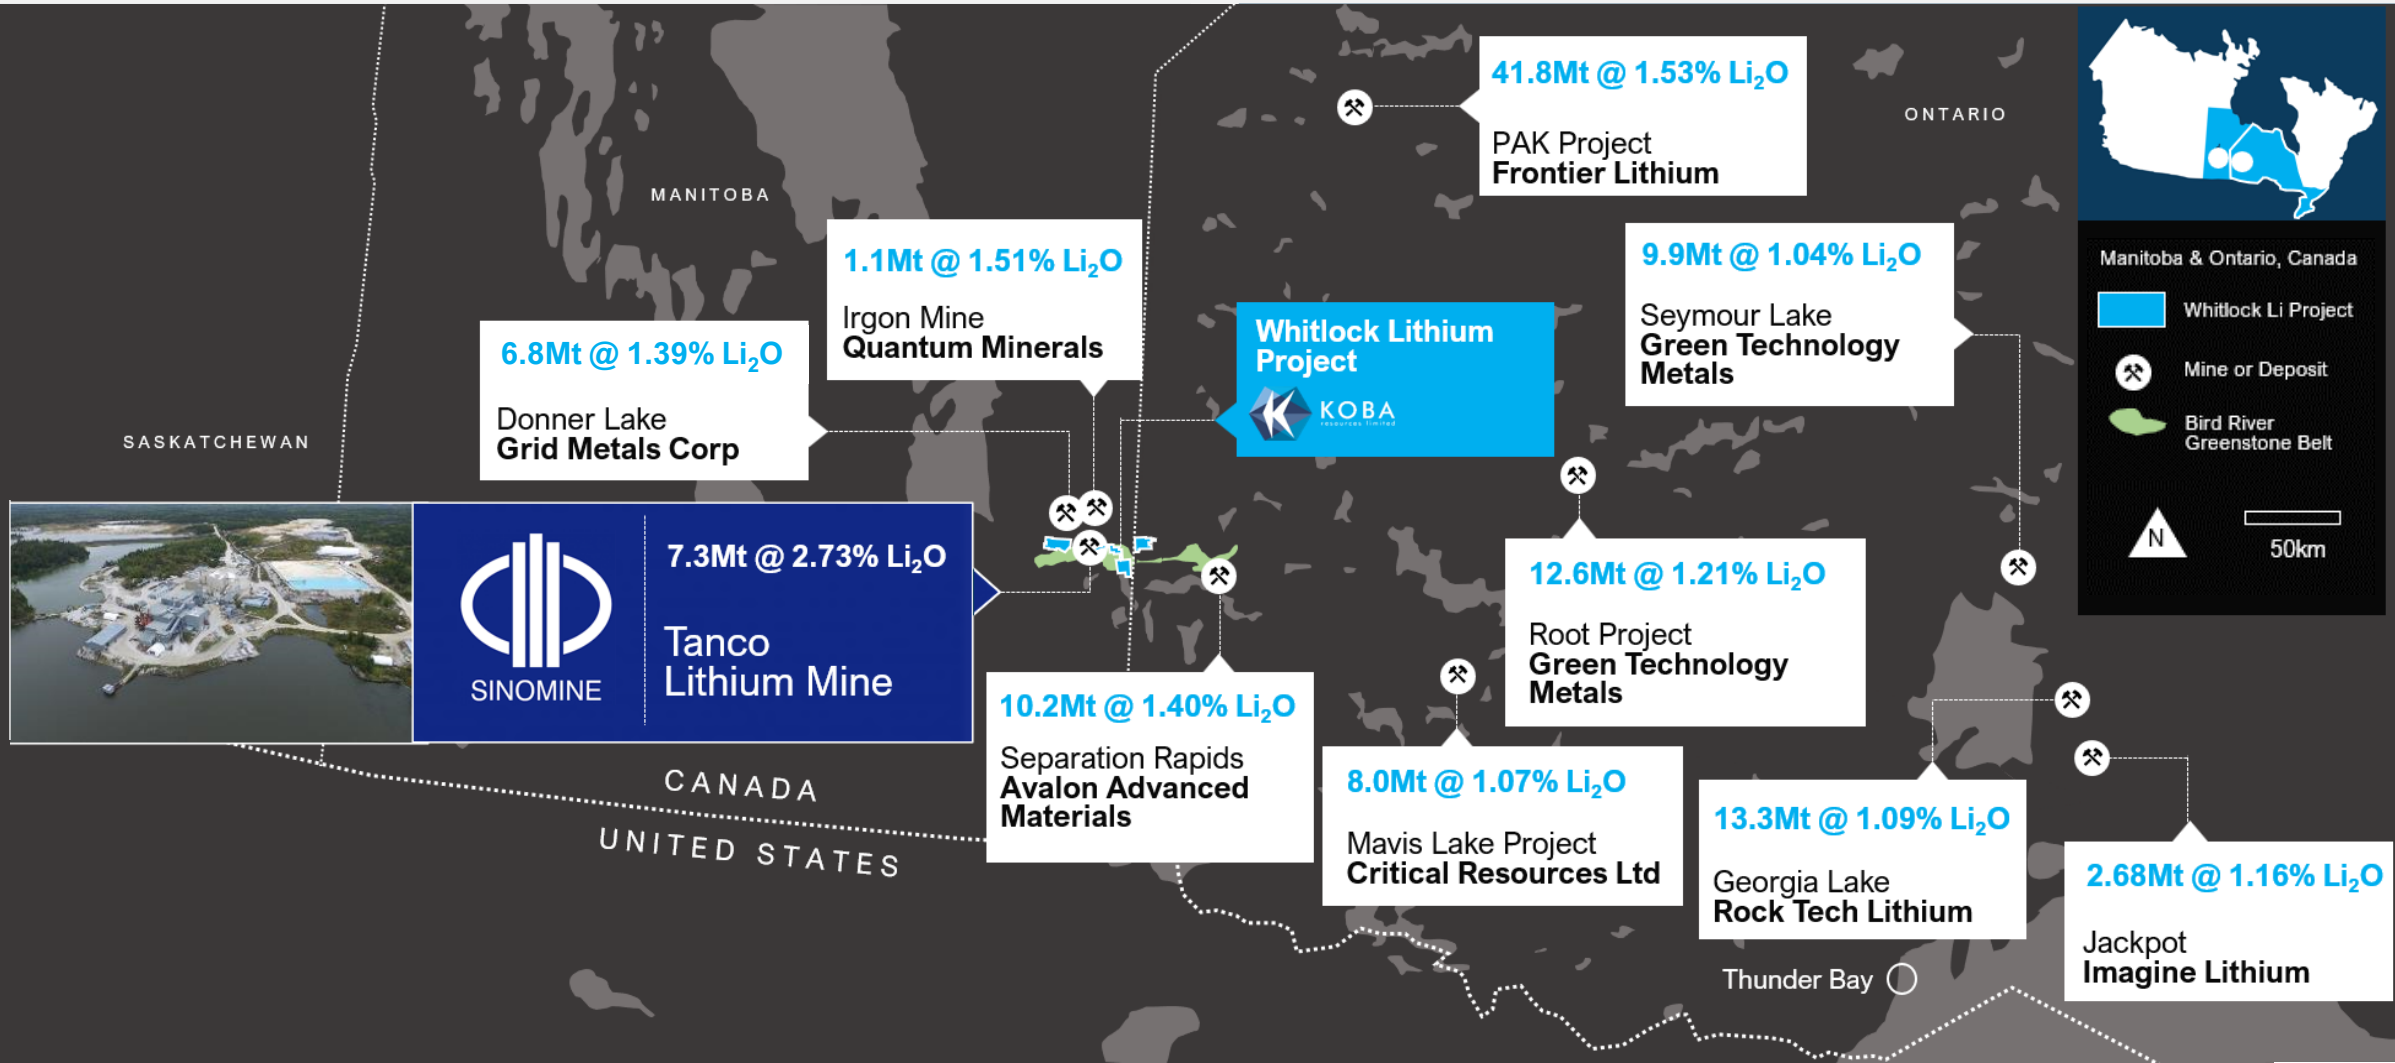 41.8Mt @ 1.53% Li₂O
PAK Project
Frontier Lithium
ONTARIO
MANITOBA
1.1Mt @ 1.51% Li₂O
Irgon Mine
Quantum Minerals
9.9Mt @ 1.04% Li₂O
Seymour Lake
Green Technology
Metals
Manitoba & Ontario, Canada
Whitlock Li Project
Mine or Deposit
Bird River
Greenstone Belt
N
50km
6.8Mt @ 1.39% Li₂O
Donner Lake
Grid Metals Corp
Whitlock Lithium
Project
KOBA
resources limited
SASKATCHEWAN
SINOMINE
7.3Mt @ 2.73% Li₂O
Tanco
Lithium Mine
12.6Mt @ 1.21% Li₂O
Root Project
Green Technology
Metals
10.2Mt @ 1.40% Li₂O
Separation Rapids
Avalon Advanced
Materials
8.0Mt @ 1.07% Li₂O
Mavis Lake Project
Critical Resources Ltd
13.3Mt @ 1.09% Li₂O
Georgia Lake
Rock Tech Lithium
2.68Mt @ 1.16% Li₂O
Jackpot
Imagine Lithium
CANADA
UNITED STATES
Thunder Bay